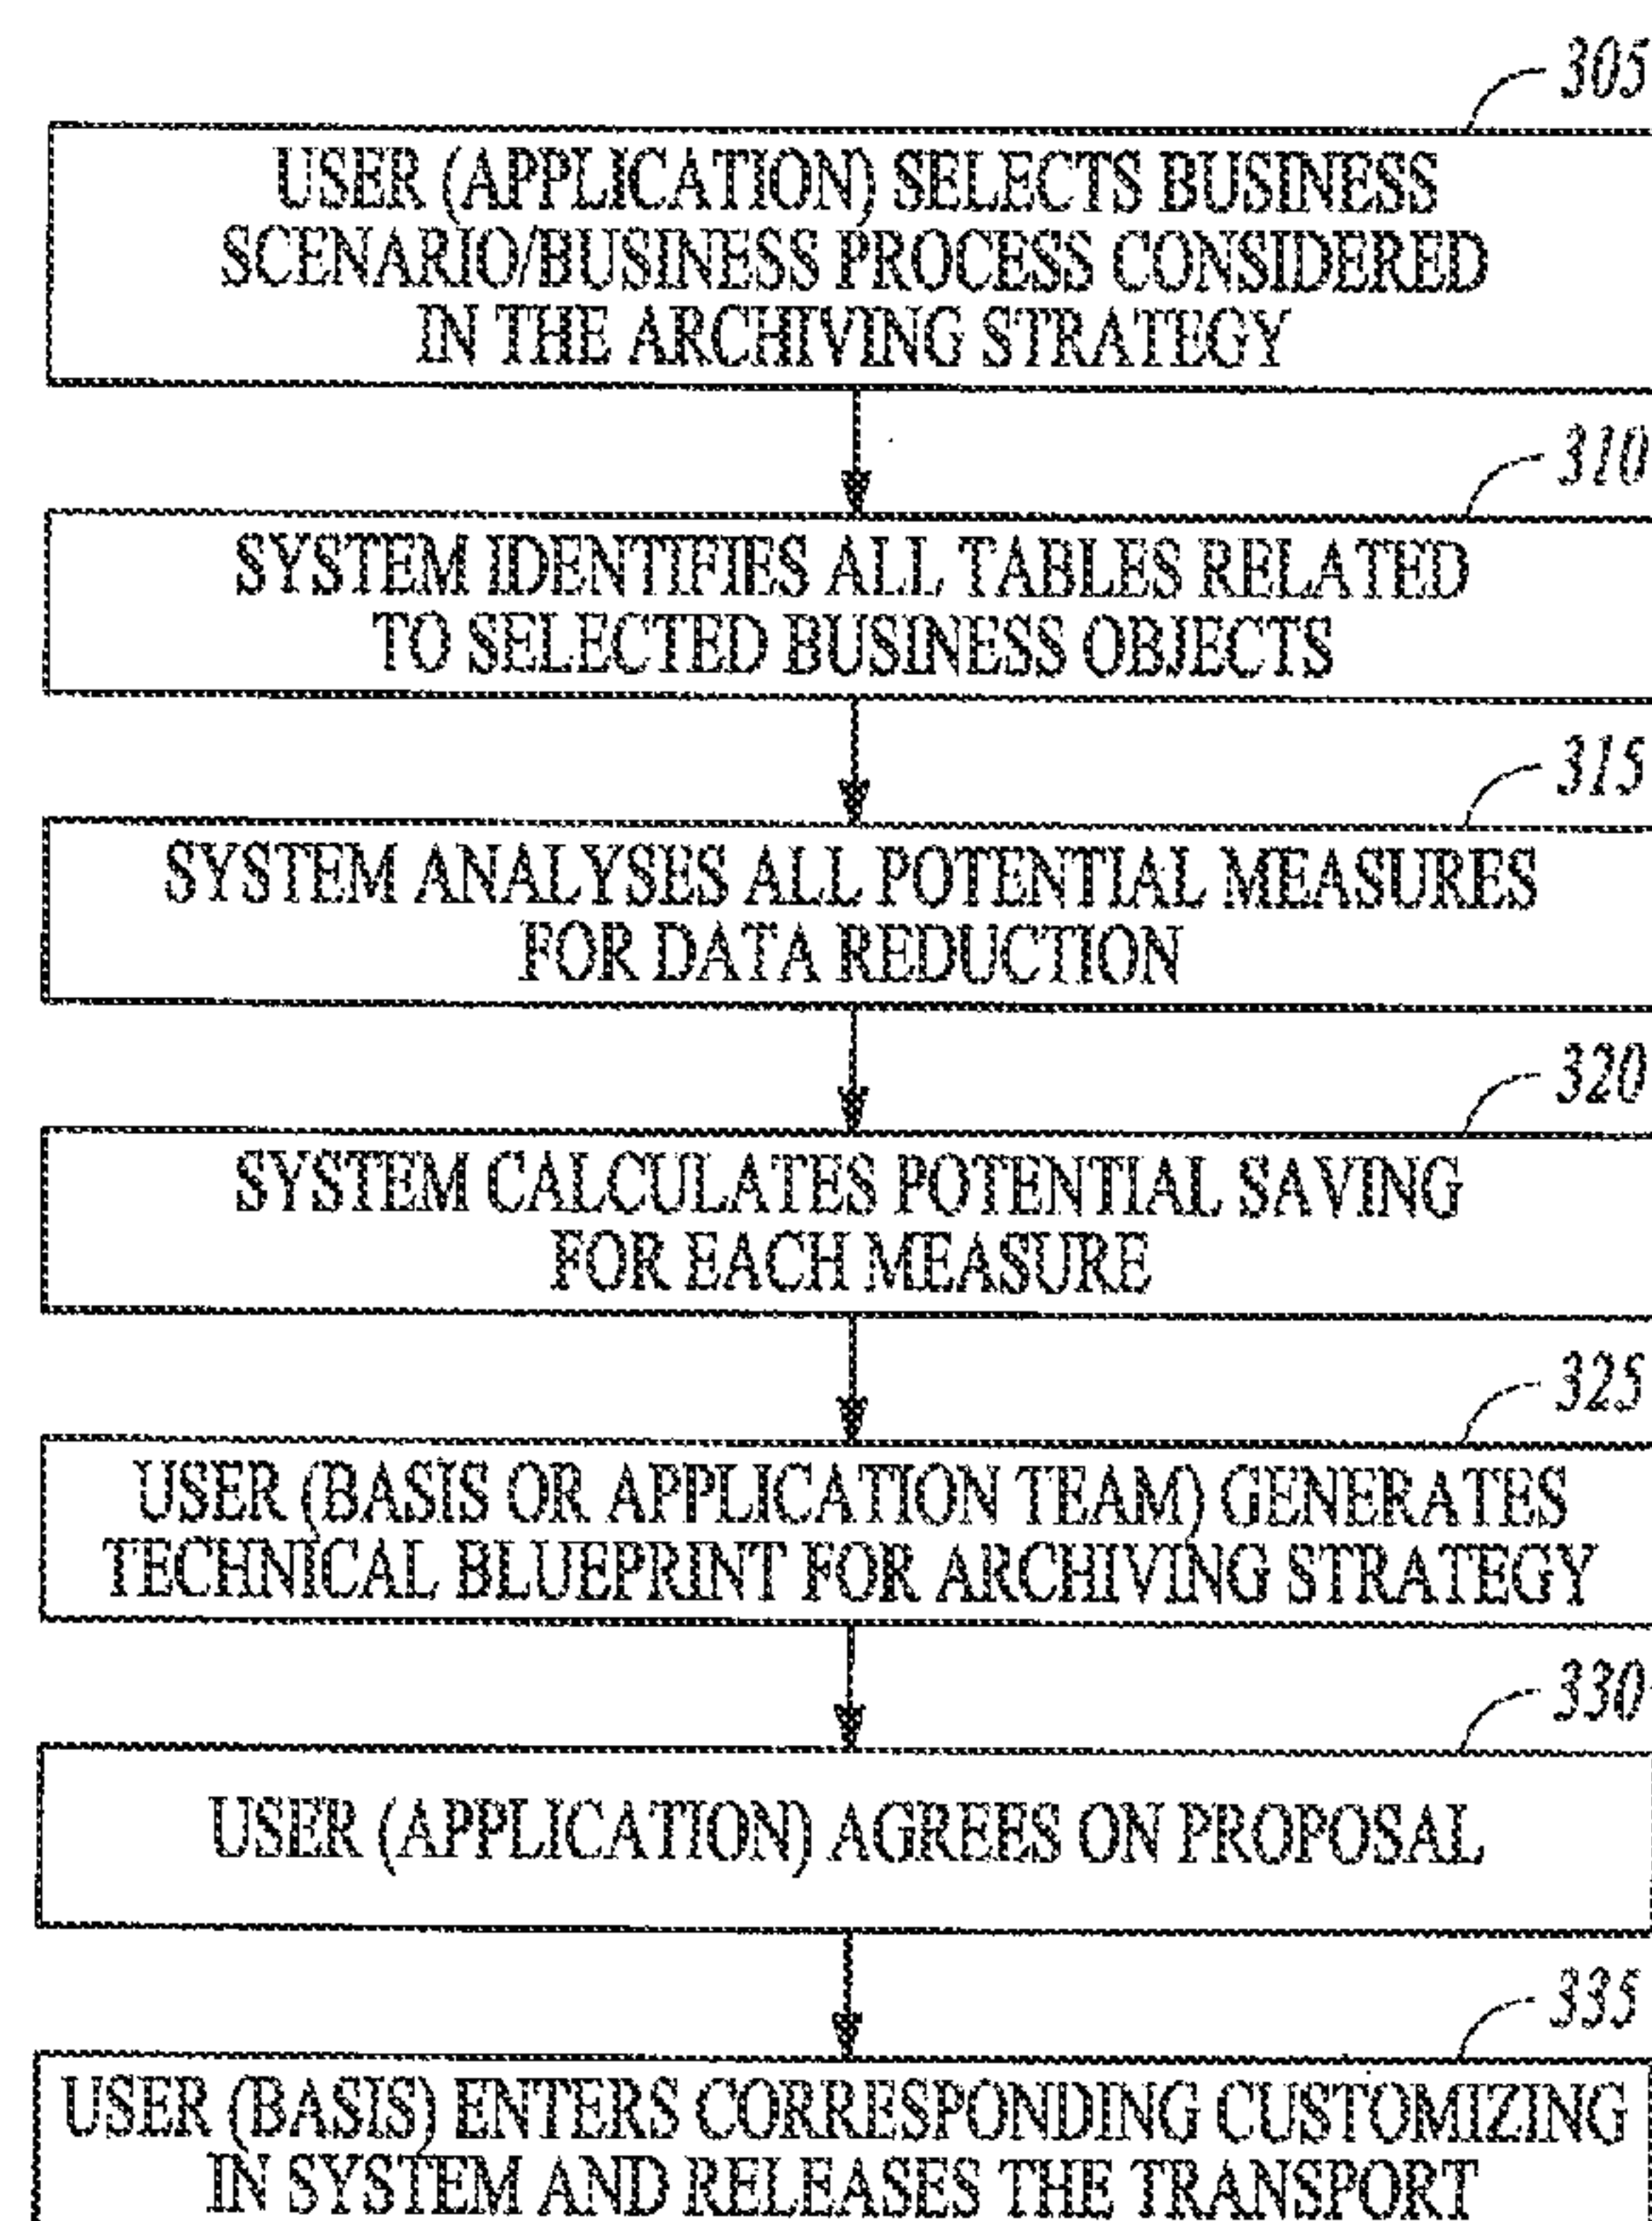 305
USER (APPLICATION) SELECTS BUSINESS
SCENARIO/BUSINESS PROCESS CONSIDERED
IN THE ARCHIVING STRATEGY
310
SYSTEM IDENTIFIES ALL TABLES RELATED
TO SELECTED BUSINESS OBJECTS
315
SYSTEM ANALYSES ALL POTENTIAL MEASURES
FOR DATA REDUCTION
320
SYSTEM CALCULATES POTENTIAL SAVING
FOR EACH MEASURE
325
USER (BASIS OR APPLICATION TEAM) GENERATES
TECHNICAL BLUEPRINT FOR ARCHIVING STRATEGY
330
USER (APPLICATION) AGREES ON PROPOSAL
335
USER (BASIS) ENTERS CORRESPONDING CUSTOMIZING
IN SYSTEM AND RELEASES THE TRANSPORT